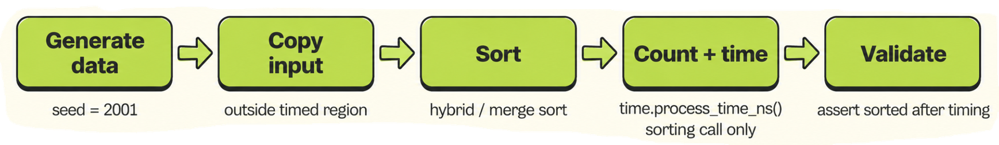 Generate
data
seed = 2001
Copy
input
outside timed region
Sort
hybrid / merge sort
Count + time
time.process_time_ns()
sorting call only
Validate
assert sorted after timing